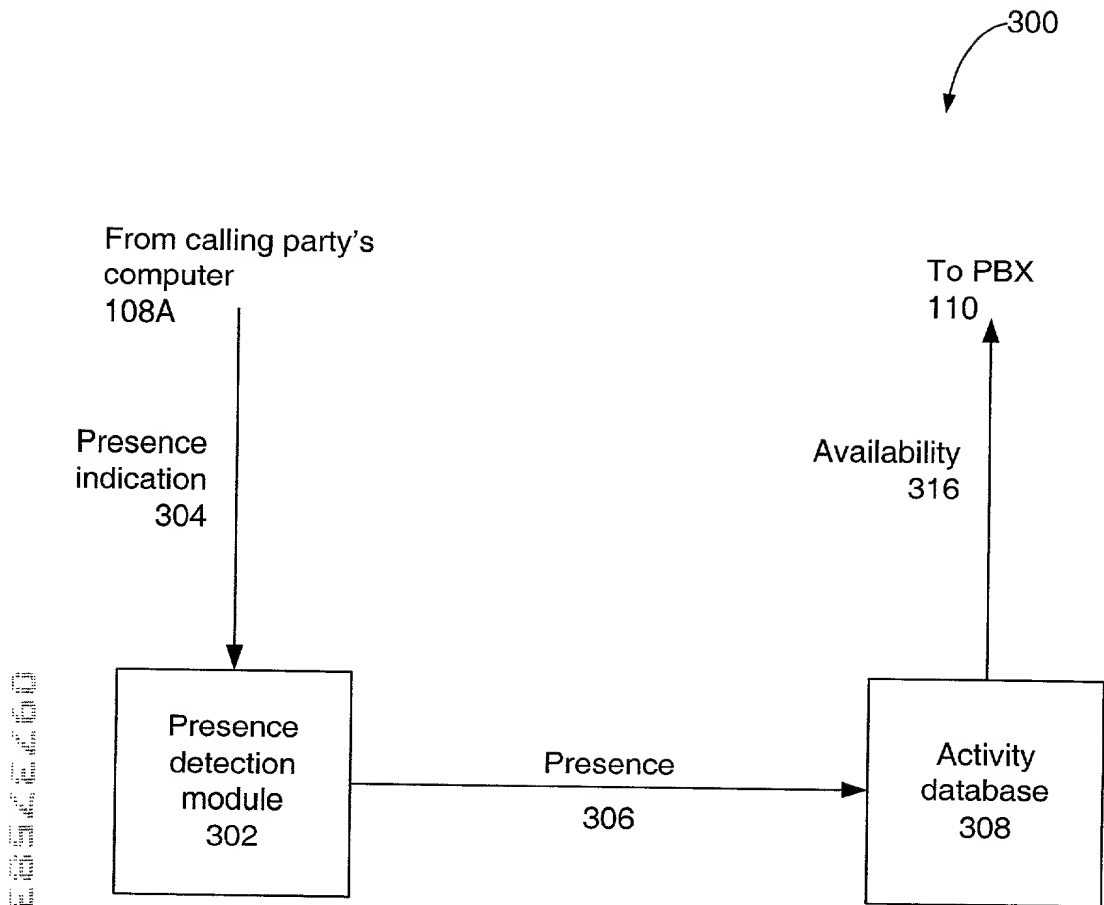 300
From calling party's
computer
108A
To PBX
110
Presence
indication
304
Availability
316
Presence
detection
module
302
Presence
306
Activity
database
308